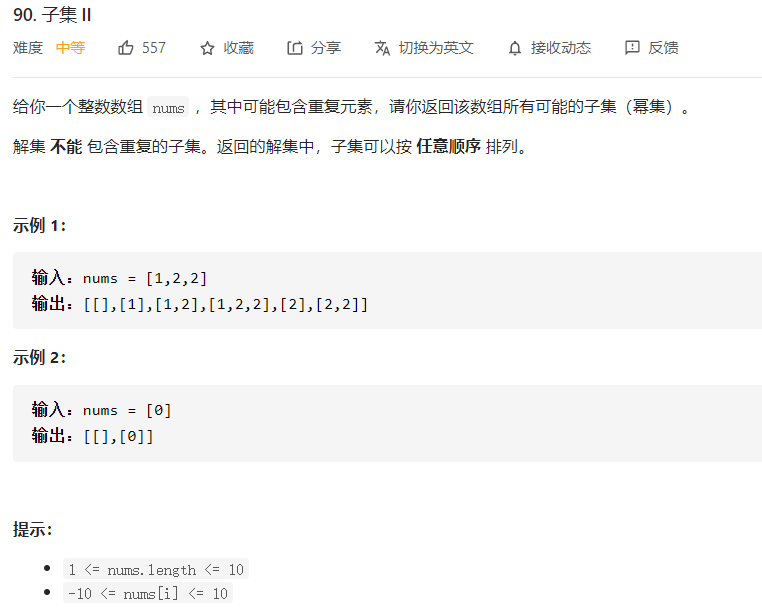 90. 子集 II
难度 中等 557 收藏 分享 切换为英文 接收动态 反馈
给你一个整数数组 nums ，其中可能包含重复元素，请你返回该数组所有可能的子集（幂集）。
解集 不能 包含重复的子集。返回的解集中，子集可以按 任意顺序 排列。
示例 1：
输入：nums = [1,2,2]
输出：[[],[1],[1,2],[1,2,2],[2],[2,2]]
示例 2：
输入：nums = [0]
输出：[[],[0]]
提示：
1 <= nums.length <= 10
-10 <= nums[i] <= 10